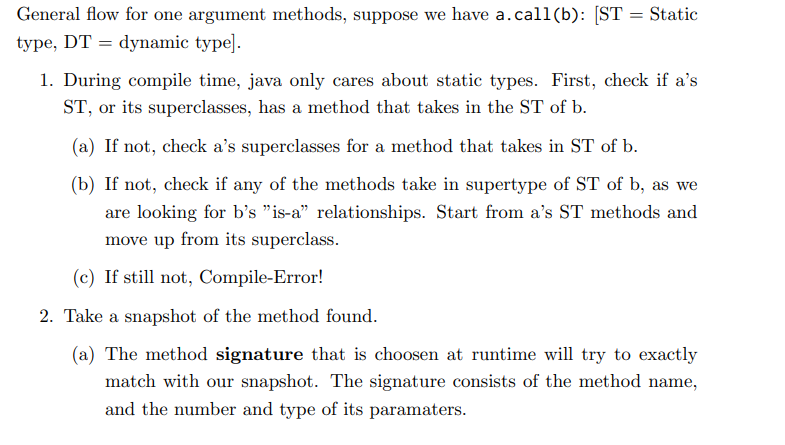 General flow for one argument methods, suppose we have a.call(b): [ST = Static
type, DT = dynamic type].
1. During compile time, java only cares about static types. First, check if a's
ST, or its superclasses, has a method that takes in the ST of b.
(a) If not, check a's superclasses for a method that takes in ST of b.
(b) If not, check if any of the methods take in supertype of ST of b, as we
are looking for b's "is-a" relationships. Start from a's ST methods and
move up from its superclass.
(c) If still not, Compile-Error!
2. Take a snapshot of the method found.
(a) The method signature that is choosen at runtime will try to exactly
match with our snapshot. The signature consists of the method name,
and the number and type of its paramaters.